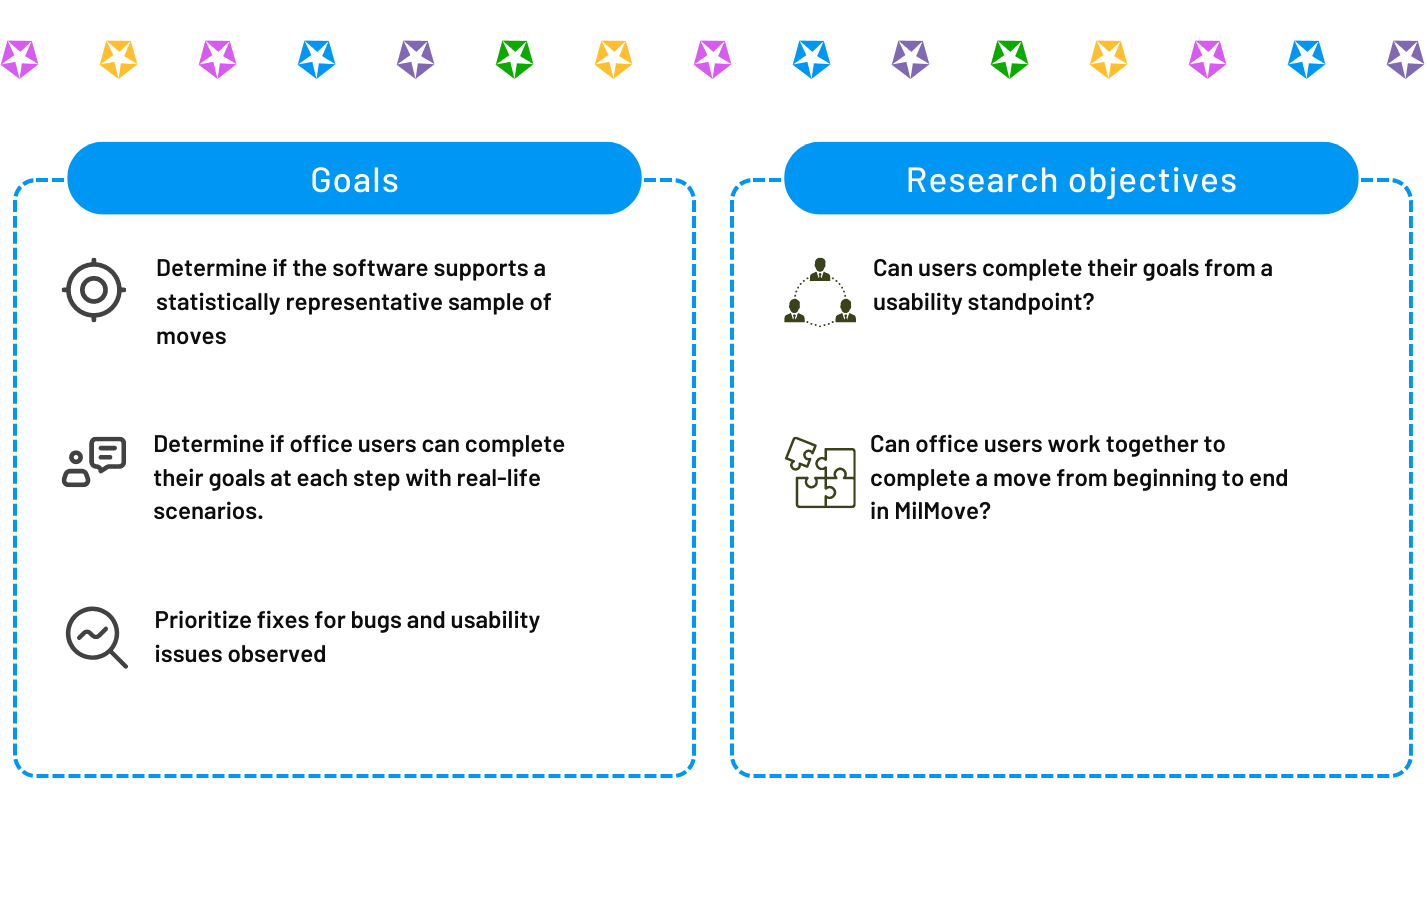 Goals
Determine if the software supports a
statistically representative sample of
moves
Determine if office users can complete
their goals at each step with real-life
scenarios.
Prioritize fixes for bugs and usability
issues observed
Research objectives
Can users complete their goals from a
usability standpoint?
Can office users work together to
complete a move from beginning to end
in MilMove?